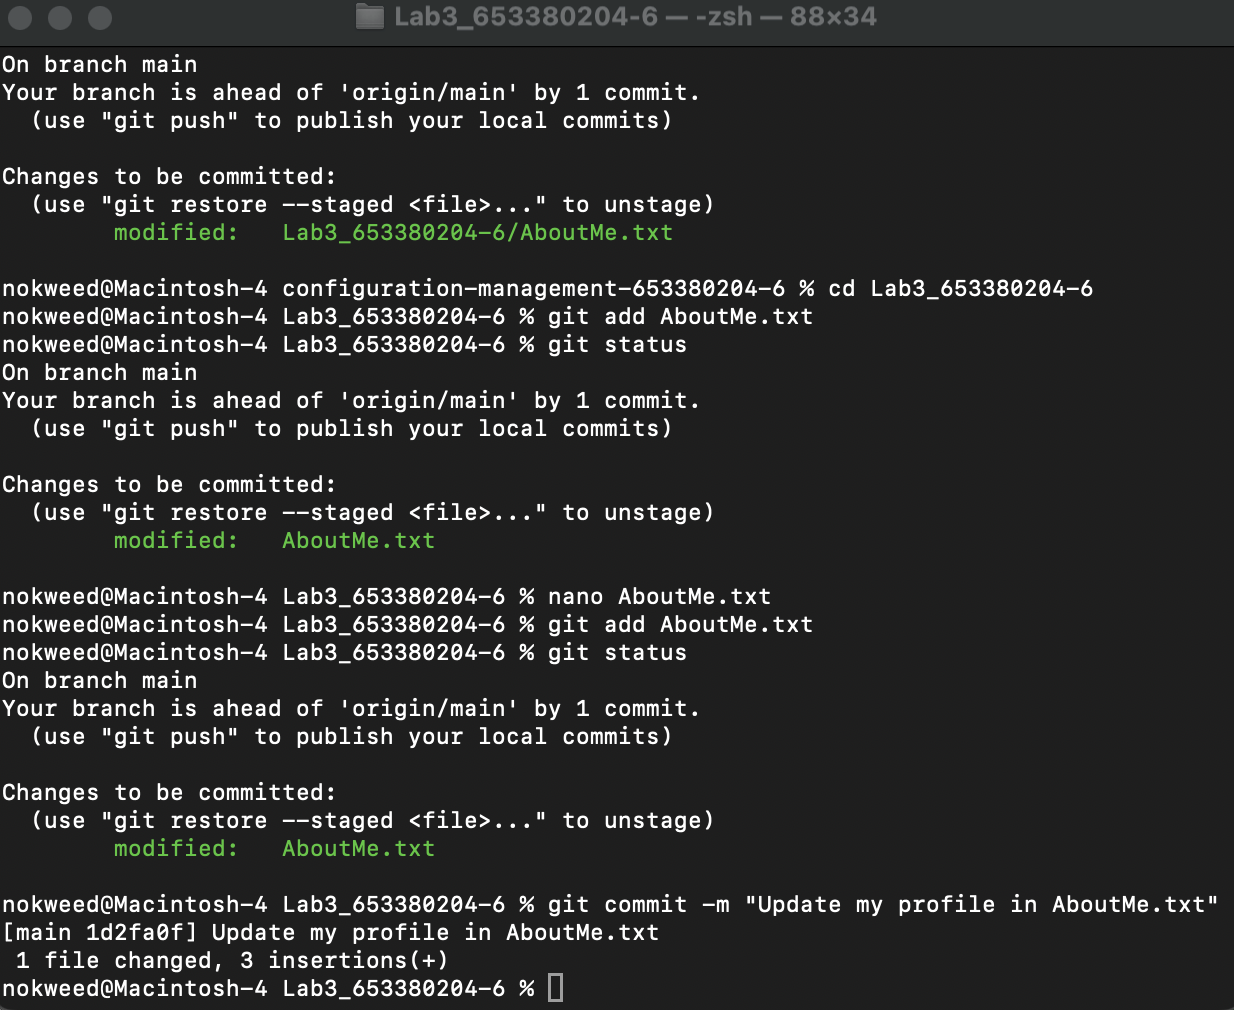 Lab3_653380204-6 — -zsh — 88×34
On branch main
Your branch is ahead of 'origin/main' by 1 commit.
  (use "git push" to publish your local commits)

Changes to be committed:
  (use "git restore --staged <file>..." to unstage)
        modified:   Lab3_653380204-6/AboutMe.txt

nokweed@Macintosh-4 configuration-management-653380204-6 % cd Lab3_653380204-6
nokweed@Macintosh-4 Lab3_653380204-6 % git add AboutMe.txt
nokweed@Macintosh-4 Lab3_653380204-6 % git status
On branch main
Your branch is ahead of 'origin/main' by 1 commit.
  (use "git push" to publish your local commits)

Changes to be committed:
  (use "git restore --staged <file>..." to unstage)
        modified:   AboutMe.txt

nokweed@Macintosh-4 Lab3_653380204-6 % nano AboutMe.txt
nokweed@Macintosh-4 Lab3_653380204-6 % git add AboutMe.txt
nokweed@Macintosh-4 Lab3_653380204-6 % git status
On branch main
Your branch is ahead of 'origin/main' by 1 commit.
  (use "git push" to publish your local commits)

Changes to be committed:
  (use "git restore --staged <file>..." to unstage)
        modified:   AboutMe.txt

nokweed@Macintosh-4 Lab3_653380204-6 % git commit -m "Update my profile in AboutMe.txt"
[main 1d2fa0f] Update my profile in AboutMe.txt
 1 file changed, 3 insertions(+)
nokweed@Macintosh-4 Lab3_653380204-6 %